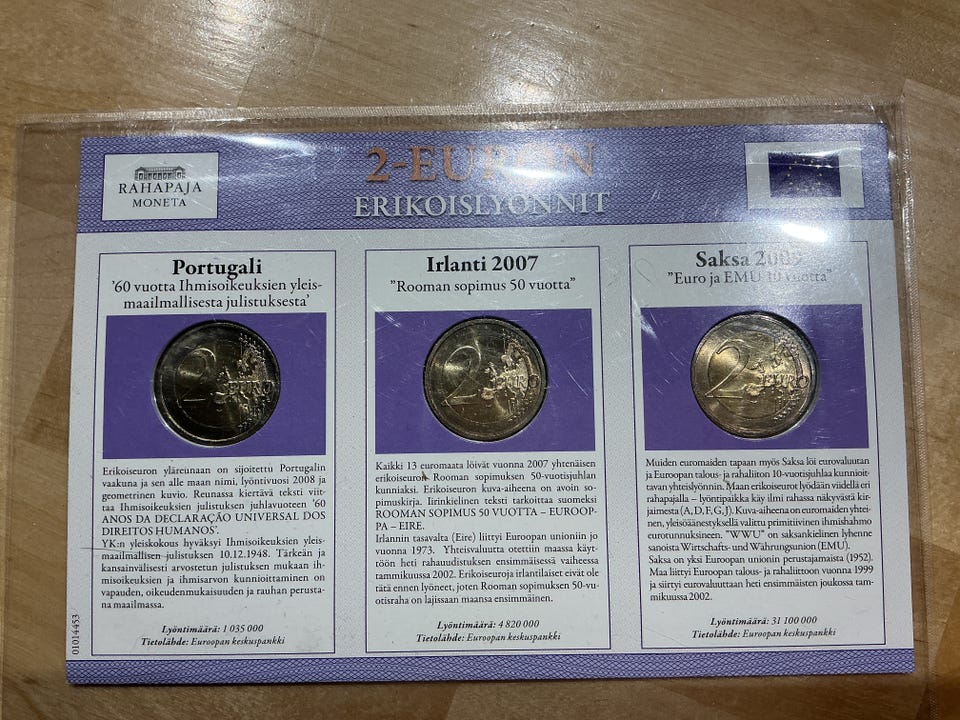 RAHAPAJA
MONETA
2-EURON
ERIKOISLYÖNNIT
Portugali
'60 vuotta Ihmisoikeuksien yleis-
maailmallisesta julistuksesta'
2 EURO
Erikoiseuron yläreunaan on sijoitettu Portugalin
vaakuna ja sen alle maan nimi, lyöntivuosi 2008 ja
geometrinen kuvio. Reunassa kiertävä teksti viit-
taa Ihmisoikeuksien julistuksen juhlavuoteen '60
ANOS DA DECLARAÇÃO UNIVERSAL DOS
DIREITOS HUMANOS'.
YK:n yleiskokous hyväksyi Ihmisoikeuksien yleis-
maailmallisen julistuksen 10.12.1948. Tärkeän ja
kansainvälisesti arvostetun julistuksen mukaan ih-
misoikeuksien ja ihmisarvon kunnioittaminen on
vapauden, oikeudenmukaisuuden ja rauhan perusta-
na maailmassa.
Lyöntimäärä: 1 035 000
Tietolähde: Euroopan keskuspankki
01014453
Irlanti 2007
"Rooman sopimus 50 vuotta"
2 EURO
Kaikki 13 euromaata löivät vuonna 2007 yhtenäisen
erikoiseuron Rooman sopimuksen 50-vuotisjuhlan
kunniaksi. Erikoiseuron kuva-aiheena on avoin so-
pimuskirja. Iirinkielinen teksti tarkoittaa suomeksi
ROOMAN SOPIMUS 50 VUOTTA – EUROOP-
PA – EIRE.
Irlannin tasavalta (Eire) liittyi Euroopan unioniin jo
vuonna 1973. Yhteisvaluutta otettiin maassa käyt-
töön heti rahauudistuksen ensimmäisessä vaiheessa
tammikuussa 2002. Erikoiseuroja irlantilaiset eivät ole
tätä ennen lyöneet, joten Rooman sopimuksen 50-vu-
otisraha on lajissaan maansa ensimmäinen.
Lyöntimäärä: 4 820 000
Tietolähde: Euroopan keskuspankki
Saksa 2009
"Euro ja EMU 10 vuotta"
2 EURO
Muiden euromaiden tapaan myös Saksa löi eurovaluutan
ja Euroopan talous- ja rahaliiton 10-vuotisjuhlaa kunnioit-
tavan yhteislyönnin. Maan erikoiseurot lyödään viidellä eri
rahapajalla – lyöntipaikka käy ilmi rahassa näkyvästä kir-
jaimesta (A, D, F, G, J). Kuva-aiheena on euromaiden yhtei-
nen, yleisöäänestyksellä valittu primitiivinen ihmishahmo
eurotunnuksineen. "WWU" on saksankielinen lyhenne
sanoista Wirtschafts- und Währungsunion (EMU).
Saksa on yksi Euroopan unionin perustajamaista (1952).
Maa liittyi Euroopan talous- ja rahaliittoon vuonna 1999
ja siirtyi eurovaluuttaan heti ensimmäisten joukossa tam-
mikuussa 2002.
Lyöntimäärä: 31 100 000
Tietolähde: Euroopan keskuspankki